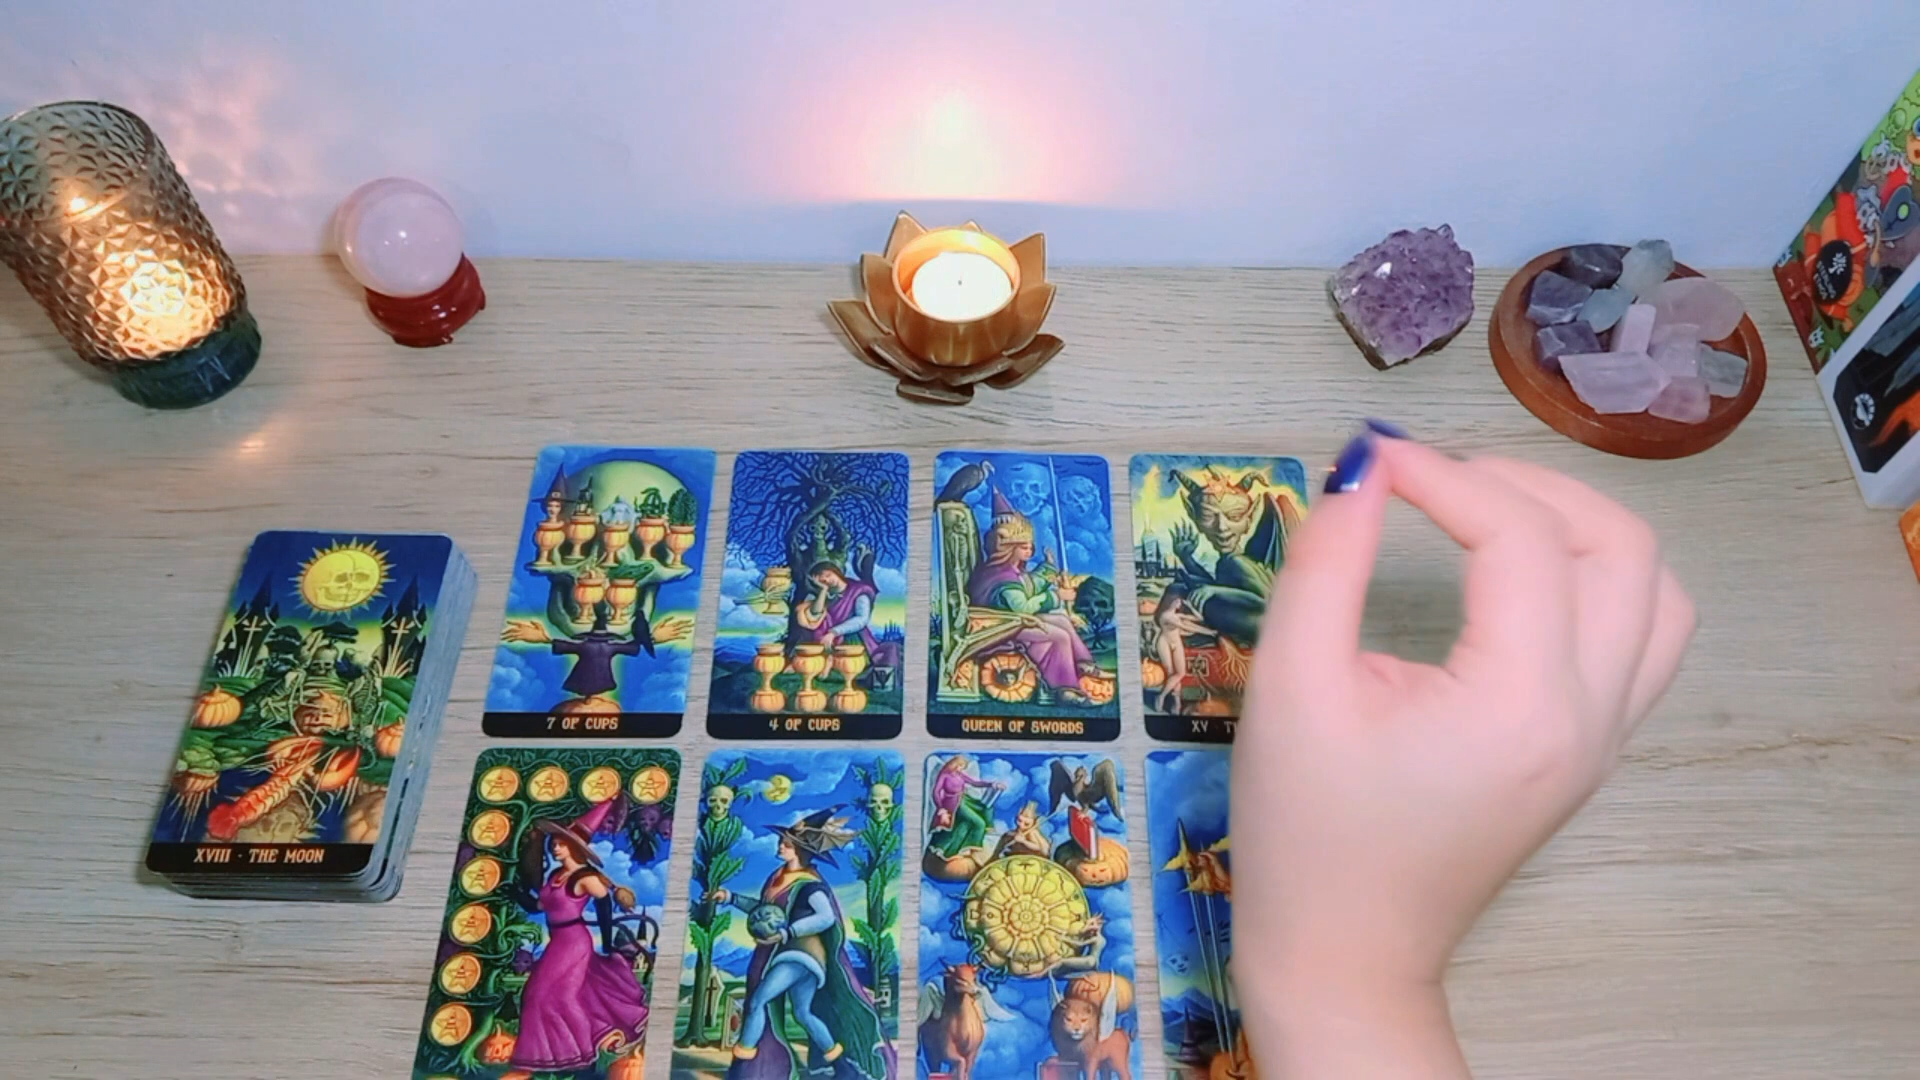 7 OF CUPS
4 OF CUPS
QUEEN OF SWORDS
XV · T
XVIII · THE MOON